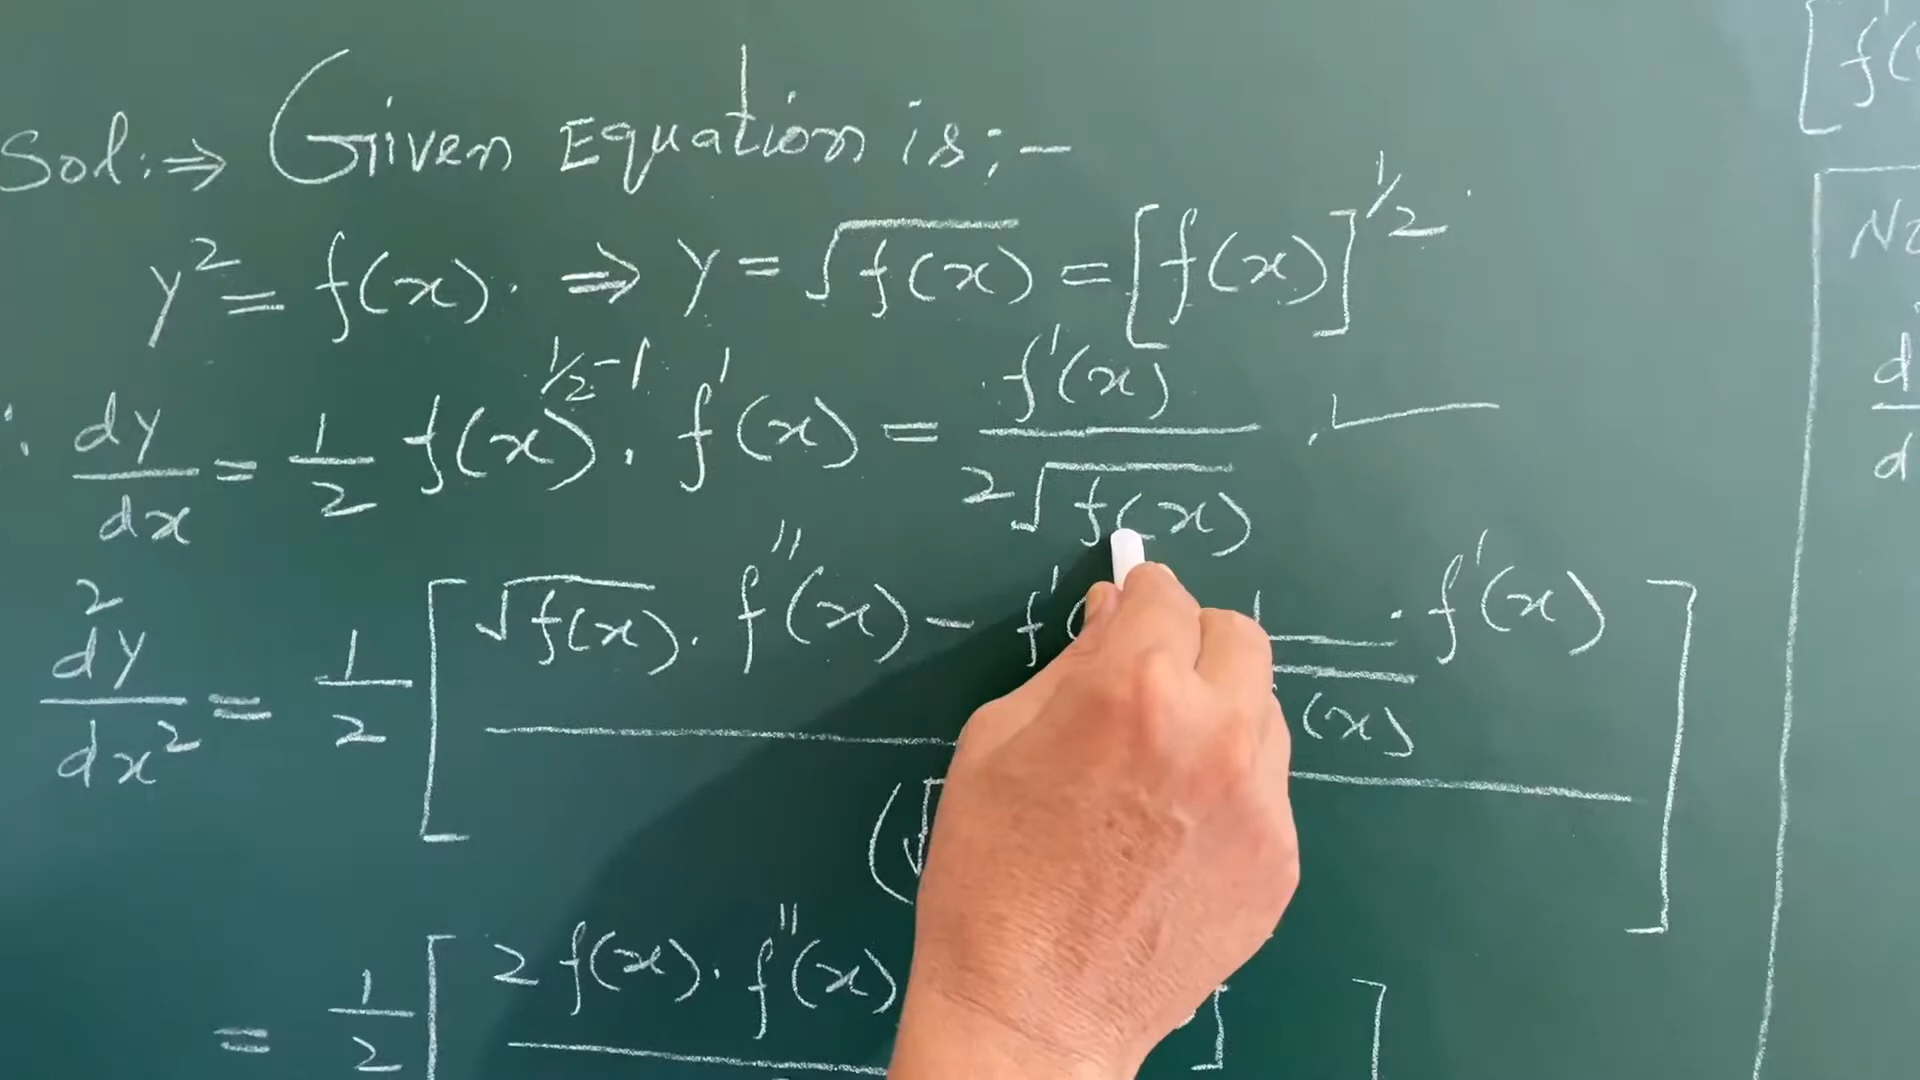 Sol. :⇒ Given Equation is :-
y² = f(x). ⇒ y = √f(x) = [f(x)]^1/2
∴ dy/dx = 1/2 f(x)^1/2-1 . f'(x) = f'(x)/2√f(x)
d²y/dx² = 1/2 [√f(x). f''(x) - f' (x) . f'(x)
= 1/2 [2 f(x). f''(x)
[f'(
d
d